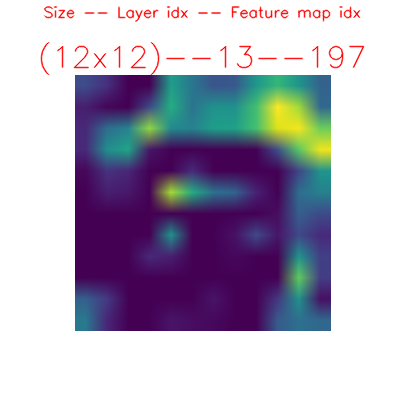 Size -- Layer idx -- Feature map idx
(12x12)--13--197